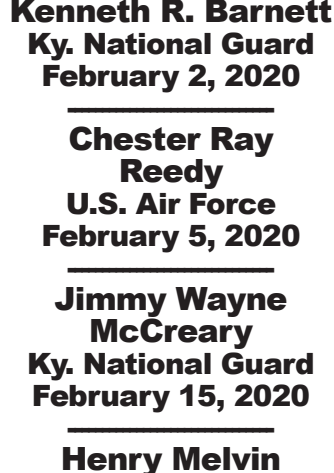 Kenneth R. Barnett
Ky. National Guard
February 2, 2020
Chester Ray
Reedy
U.S. Air Force
February 5, 2020
Jimmy Wayne
McCreary
Ky. National Guard
February 15, 2020
Henry Melvin